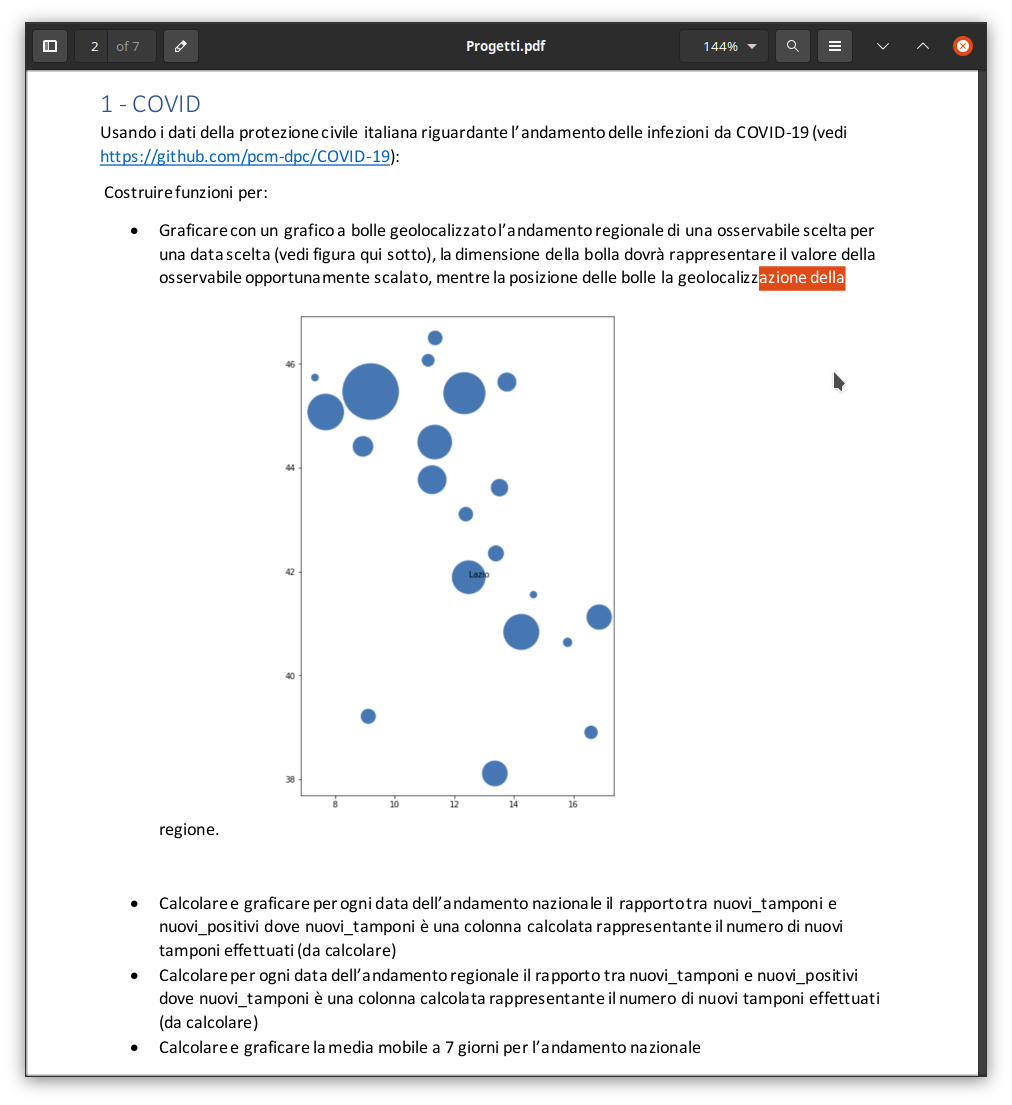 2 of 7
Progetti.pdf
144%
1 - COVID
Usando i dati della protezione civile italiana riguardante l'andamento delle infezioni da COVID-19 (vedi
https://github.com/pcm-dpc/COVID-19):
Costruire funzioni per:
• Graficare con un grafico a bolle geolocalizzato l'andamento regionale di una osservabile scelta per
una data scelta (vedi figura qui sotto), la dimensione della bolla dovrà rappresentare il valore della
osservabile opportunamente scalato, mentre la posizione delle bolle la geolocalizzazione della
46
44
42
Lazio
40
38
8 10 12 14 16
regione.
• Calcolare e graficare per ogni data dell'andamento nazionale il rapporto tra nuovi_tamponi e
nuovi_positivi dove nuovi_tamponi è una colonna calcolata rappresentante il numero di nuovi
tamponi effettuati (da calcolare)
• Calcolare per ogni data dell'andamento regionale il rapporto tra nuovi_tamponi e nuovi_positivi
dove nuovi_tamponi è una colonna calcolata rappresentante il numero di nuovi tamponi effettuati
(da calcolare)
• Calcolare e graficare la media mobile a 7 giorni per l'andamento nazionale